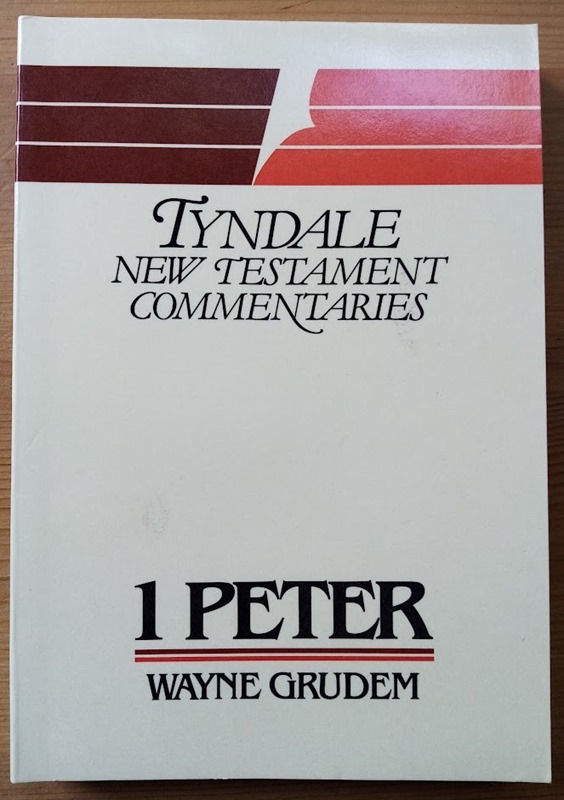 TYNDALE
NEW TESTAMENT
COMMENTARIES
1 PETER
WAYNE GRUDEM